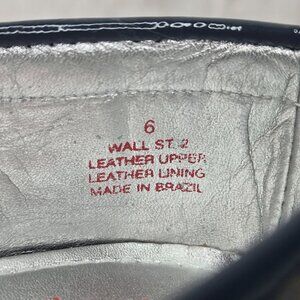 6
WALL ST. 2
LEATHER UPPER
LEATHER LINING
MADE IN BRAZIL